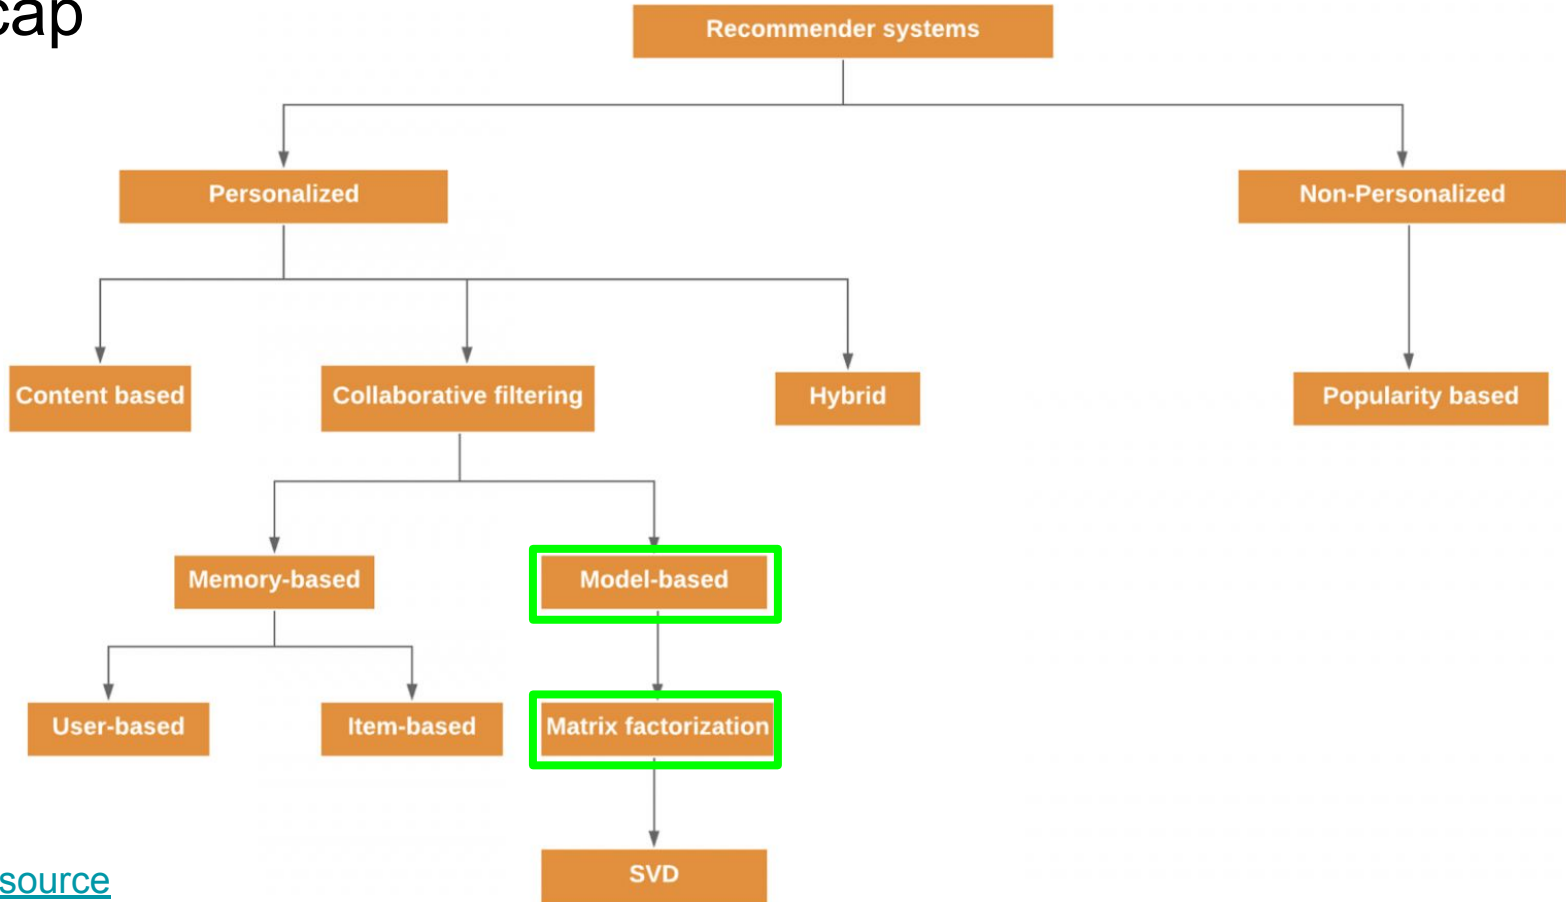 cap
Recommender systems
Personalized
Non-Personalized
Content based
Collaborative filtering
Hybrid
Popularity based
Memory-based
Model-based
User-based
Item-based
Matrix factorization
SVD
source